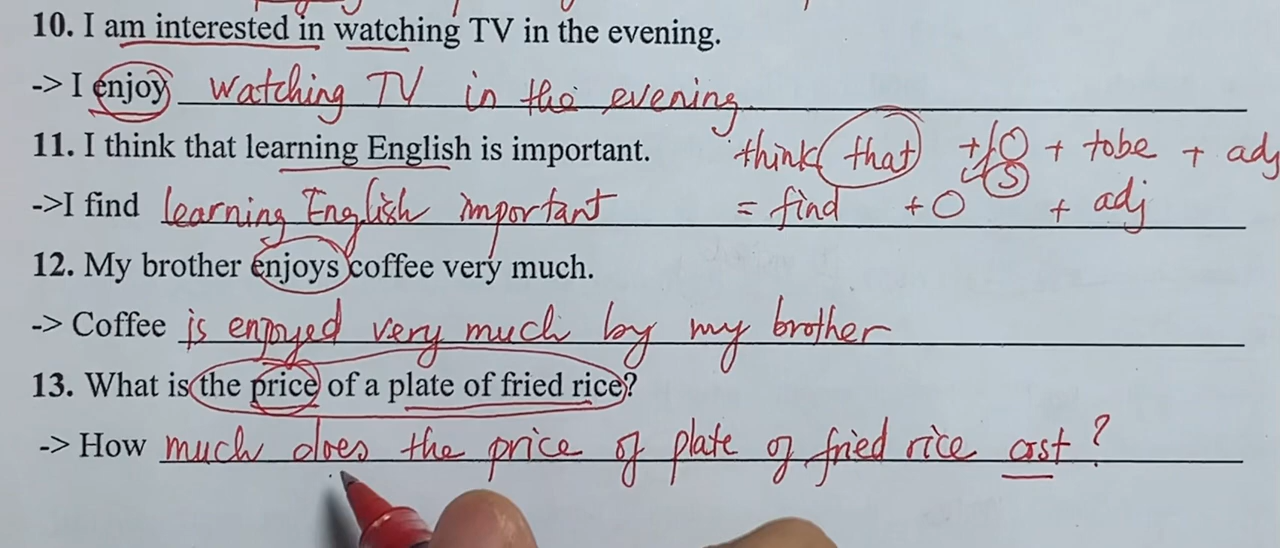 10. I am interested in watching TV in the evening.
-> I enjoy watching TV in the evening.
11. I think that learning English is important. think that + O + tobe + adj
S
->I find learning English important = find + O + adj
12. My brother enjoys coffee very much.
-> Coffee is enjoyed very much by my brother
13. What is the price of a plate of fried rice?
-> How much does the price of plate of fried rice cost ?